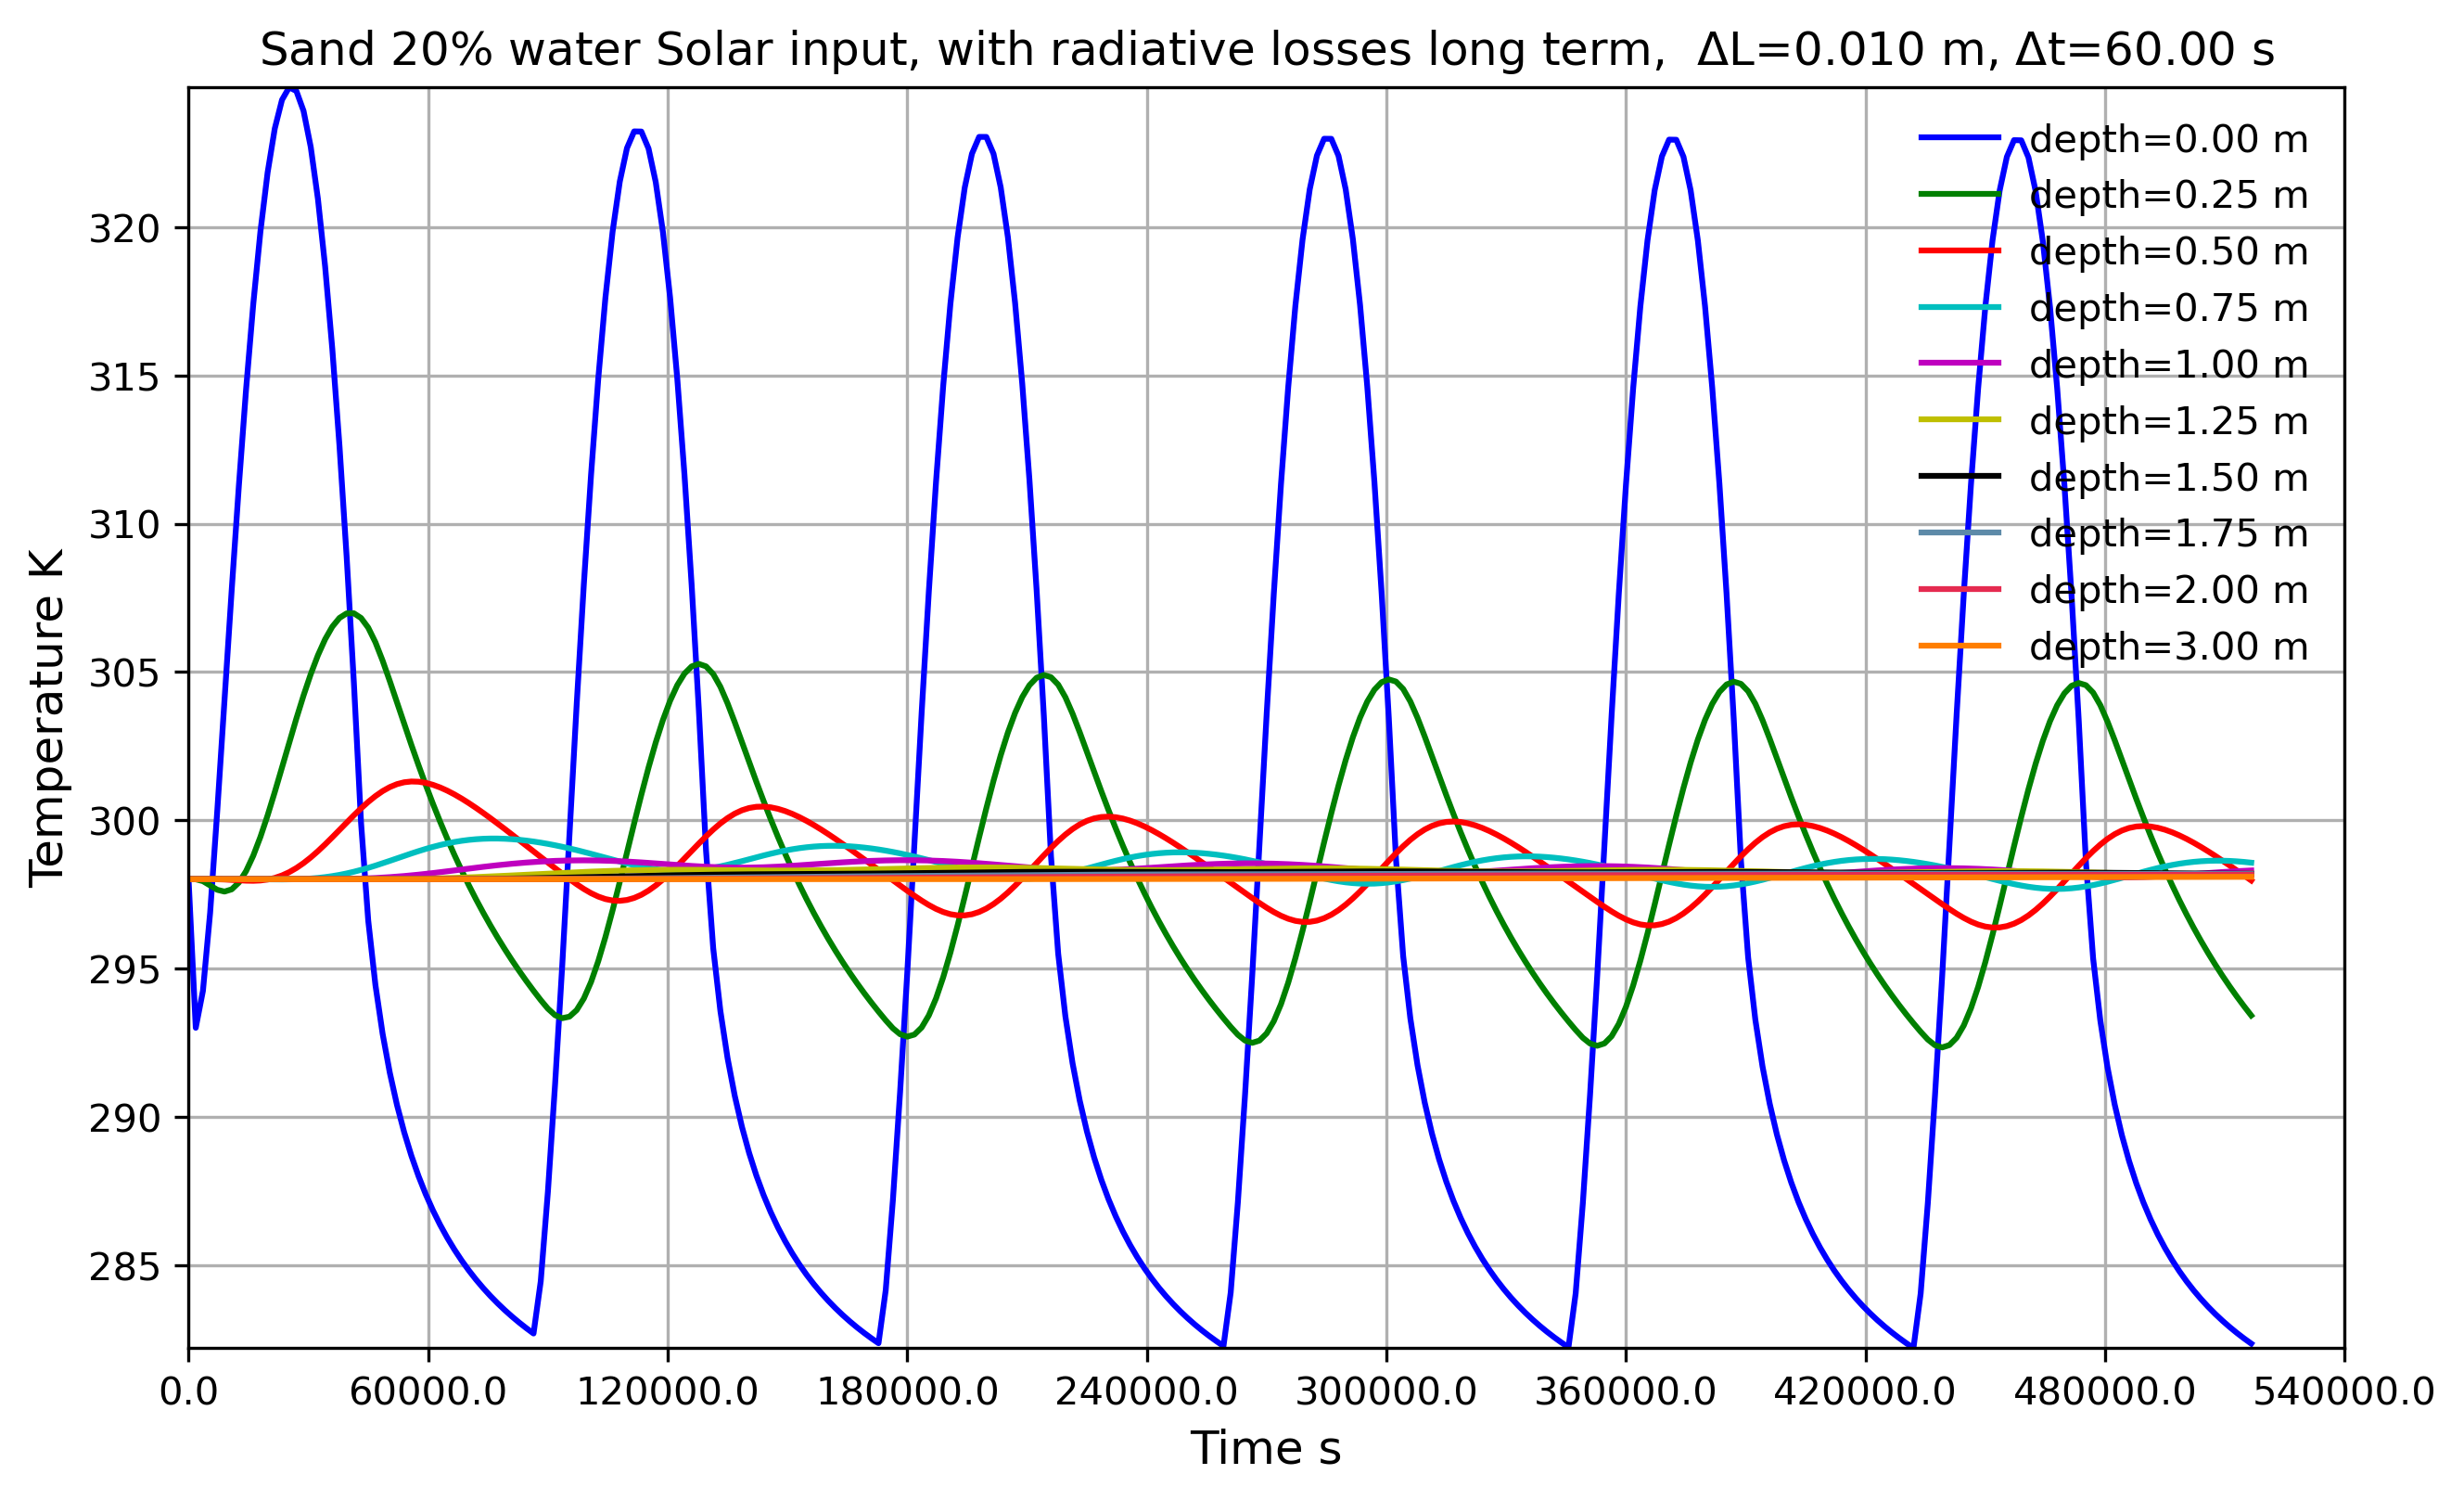 Sand 20% water Solar input, with radiative losses long term,  ΔL=0.010 m, Δt=60.00 s
Temperature K
320
315
310
305
300
295
290
285
depth=0.00 m
depth=0.25 m
depth=0.50 m
depth=0.75 m
depth=1.00 m
depth=1.25 m
depth=1.50 m
depth=1.75 m
depth=2.00 m
depth=3.00 m
0.0 60000.0 120000.0 180000.0 240000.0 300000.0 360000.0 420000.0 480000.0 540000.0
Time s